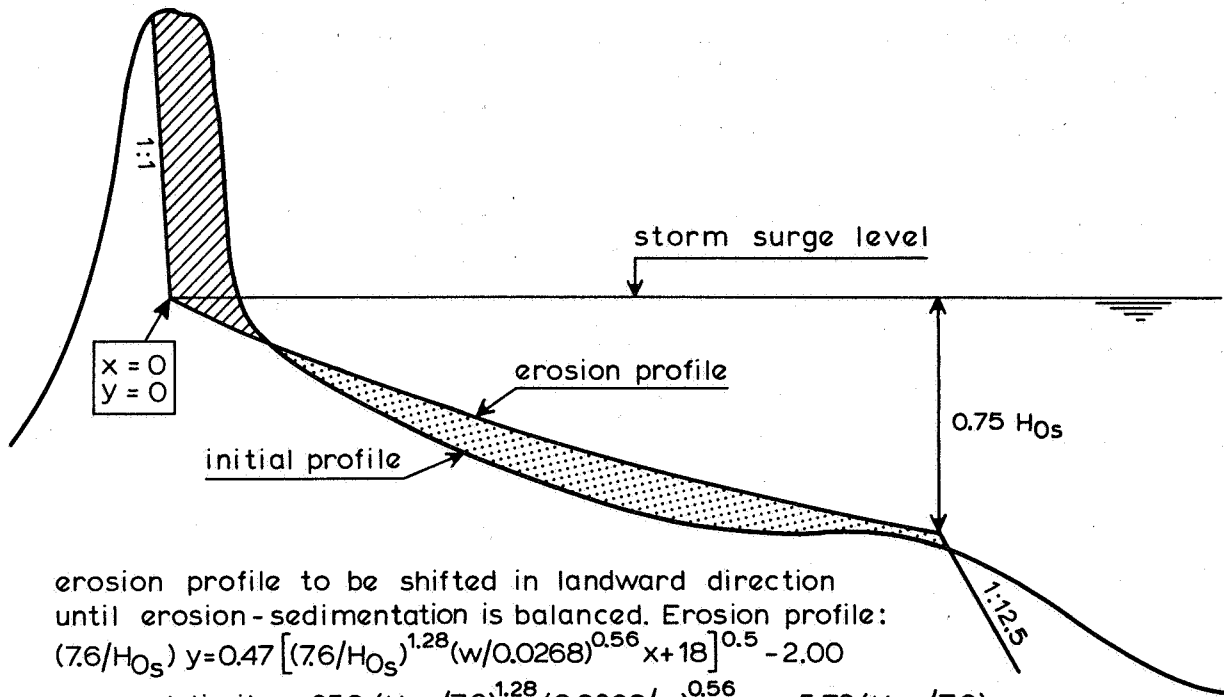 1:1
storm surge level
x = 0
y = 0
erosion profile
0.75 H0s
initial profile
1:12.5
erosion profile to be shifted in landward direction
until erosion-sedimentation is balanced. Erosion profile:
(7.6/H0s) y=0.47 [(7.6/H0s)^1.28 (w/0.0268)^0.56 x+18]^0.5 -2.00